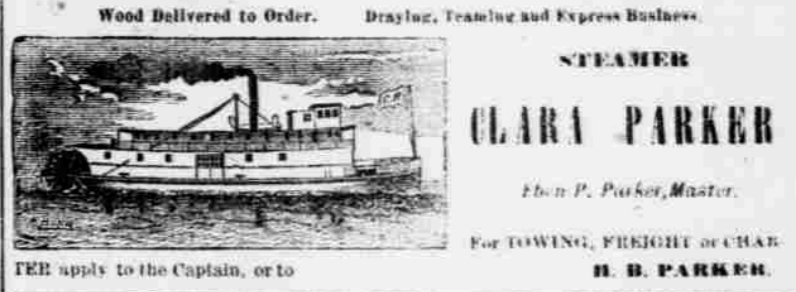 Wood Delivered to Order. Draying, Teaming and Express Business.
STEAMER
CLARA PARKER
Eben P. Parker, Master.
For TOWING, FREIGHT or CHAR
TER apply to the Captain, or to H. B. PARKER.